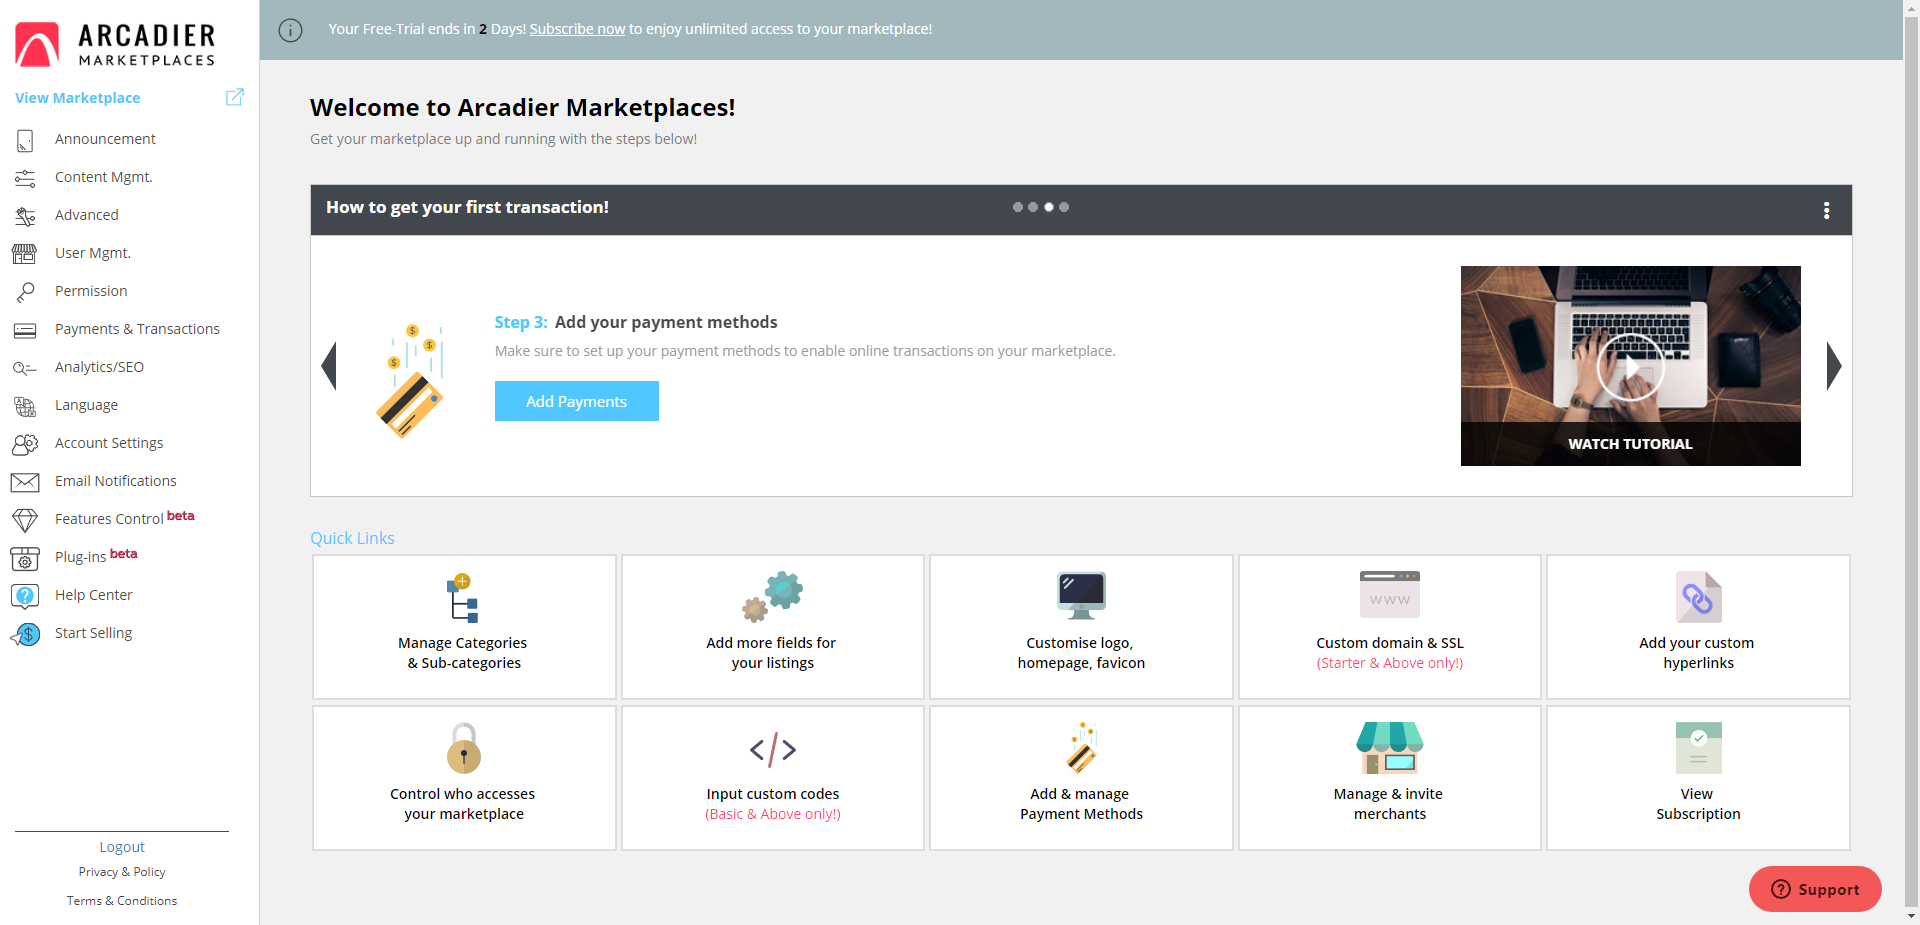 ARCADIER
MARKETPLACES
View Marketplace
Announcement
Content Mgmt.
Advanced
User Mgmt.
Permission
Payments & Transactions
Analytics/SEO
Language
Account Settings
Email Notifications
Features Control beta
Plug-ins beta
Help Center
Start Selling
Logout
Privacy & Policy
Terms & Conditions
Your Free-Trial ends in 2 Days! Subscribe now to enjoy unlimited access to your marketplace!
Welcome to Arcadier Marketplaces!
Get your marketplace up and running with the steps below!
How to get your first transaction!
Step 3: Add your payment methods
Make sure to set up your payment methods to enable online transactions on your marketplace.
Add Payments
WATCH TUTORIAL
Quick Links
Manage Categories
& Sub-categories
Add more fields for
your listings
Customise logo,
homepage, favicon
WWW
Custom domain & SSL
(Starter & Above only!)
Add your custom
hyperlinks
Control who accesses
your marketplace
Input custom codes
(Basic & Above only!)
Add & manage
Payment Methods
Manage & invite
merchants
View
Subscription
Support